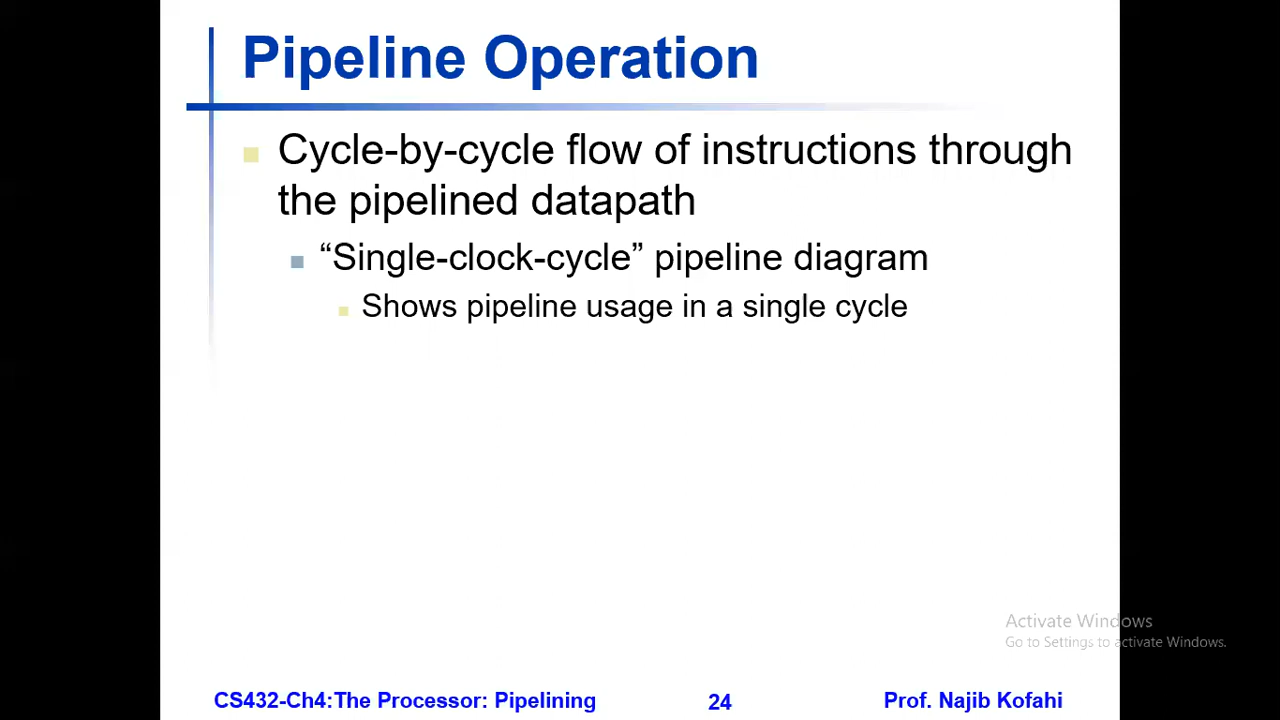 Pipeline Operation
Cycle-by-cycle flow of instructions through
the pipelined datapath
“Single-clock-cycle” pipeline diagram
Shows pipeline usage in a single cycle
Activate Windows
Go to Settings to activate Windows.
CS432-Ch4:The Processor: Pipelining 24 Prof. Najib Kofahi